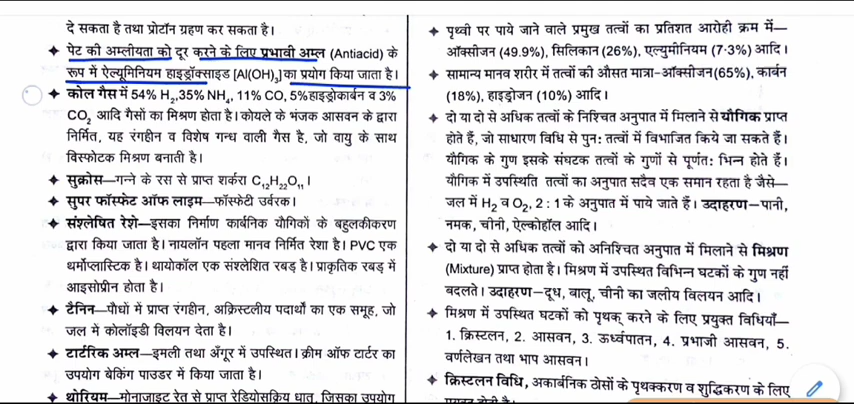 दे सकता है तथा प्रोटॉन ग्रहण कर सकता है।
पेट की अम्लीयता को दूर करने के लिए प्रभावी अम्ल (Antiacid) के
रूप में ऐल्युमिनियम हाइड्रॉक्साइड [Al(OH)₃] का प्रयोग किया जाता है।
कोल गैस में 54% H₂,35% NH₄, 11% CO, 5%हाइड्रोकार्बन व 3%
CO₂ आदि गैसों का मिश्रण होता है। कोयले के भंजक आसवन के द्वारा
निर्मित, यह रंगहीन व विशेष गन्ध वाली गैस है, जो वायु के साथ
विस्फोटक मिश्रण बनाती है।
सुक्रोस—गन्ने के रस से प्राप्त शर्करा C₁₂H₂₂O₁₁।
सुपर फॉस्फेट ऑफ लाइम—फॉस्फेटी उर्वरक।
संश्लेषित रेशे—इसका निर्माण कार्बनिक यौगिकों के बहुलकीकरण
द्वारा किया जाता है। नायलॉन पहला मानव निर्मित रेशा है। PVC एक
थर्मोप्लास्टिक है। थायोकॉल एक संश्लेशित रबड़ है। प्राकृतिक रबड़ में
आइसोप्रीन होता है।
टैनिन—पौधों में प्राप्त रंगहीन, अक्रिस्टलीय पदार्थों का एक समूह, जो
जल में कोलॉइडी विलयन देता है।
टार्टरिक अम्ल—इमली तथा अँगूर में उपस्थित। क्रीम ऑफ टार्टर का
उपयोग बेकिंग पाउडर में किया जाता है।
थोरियम—मोनाजाइट रेत से प्राप्त रेडियोसक्रिय धातु, जिसका उपयोग
पृथ्वी पर पाये जाने वाले प्रमुख तत्वों का प्रतिशत आरोही क्रम में—
ऑक्सीजन (49.9%), सिलिकान (26%), एल्युमीनियम (7·3%) आदि।
सामान्य मानव शरीर में तत्वों की औसत मात्रा-ऑक्सीजन(65%), कार्बन
(18%), हाइड्रोजन (10%) आदि।
दो या दो से अधिक तत्वों के निश्चित अनुपात में मिलाने से यौगिक प्राप्त
होते हैं, जो साधारण विधि से पुन: तत्वों में विभाजित किये जा सकते हैं।
यौगिक के गुण इसके संघटक तत्वों के गुणों से पूर्णत: भिन्न होते हैं।
यौगिक में उपस्थिति तत्वों का अनुपात सदैव एक समान रहता है जैसे—
जल में H₂ व O₂, 2 : 1 के अनुपात में पाये जाते हैं। उदाहरण—पानी,
नमक, चीनी, ऐल्कोहॉल आदि।
दो या दो से अधिक तत्वों को अनिश्चित अनुपात में मिलाने से मिश्रण
(Mixture) प्राप्त होता है। मिश्रण में उपस्थित विभिन्न घटकों के गुण नहीं
बदलते। उदाहरण—दूध, बालू, चीनी का जलीय विलयन आदि।
मिश्रण में उपस्थित घटकों को पृथक् करने के लिए प्रयुक्त विधियाँ—
1. क्रिस्टलन, 2. आसवन, 3. ऊर्ध्वपातन, 4. प्रभाजी आसवन, 5.
वर्णलेखन तथा भाप आसवन।
क्रिस्टलन विधि, अकार्बनिक ठोसों के पृथक्करण व शुद्धिकरण के लिए